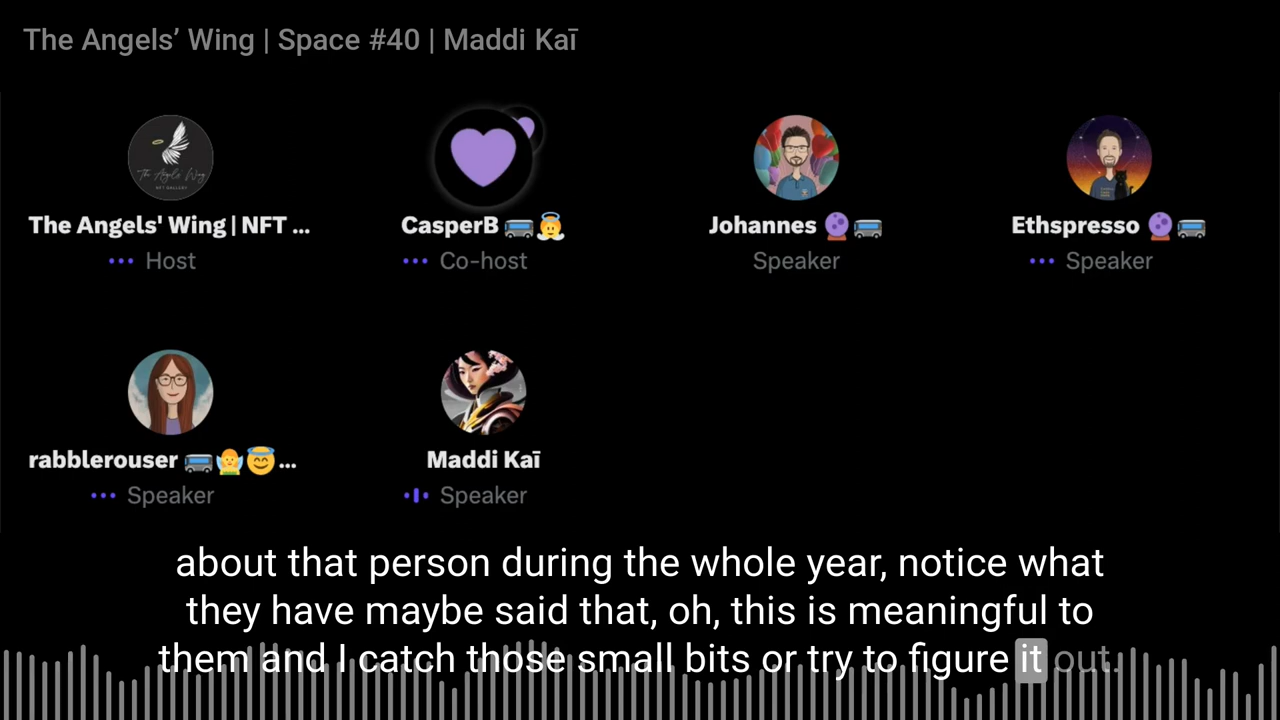 The Angels’ Wing | Space #40 | Maddi Kaī
The Angels' Wing | NFT ...
Host
CasperB 🚌👼
Co-host
Johannes 🔮🚌
Speaker
Ethspresso 🔮🚌
Speaker
rabblerouser 🚌🧚😇...
Speaker
Maddi Kaī
Speaker
about that person during the whole year, notice what
they have maybe said that, oh, this is meaningful to
them and I catch those small bits or try to figure it out.